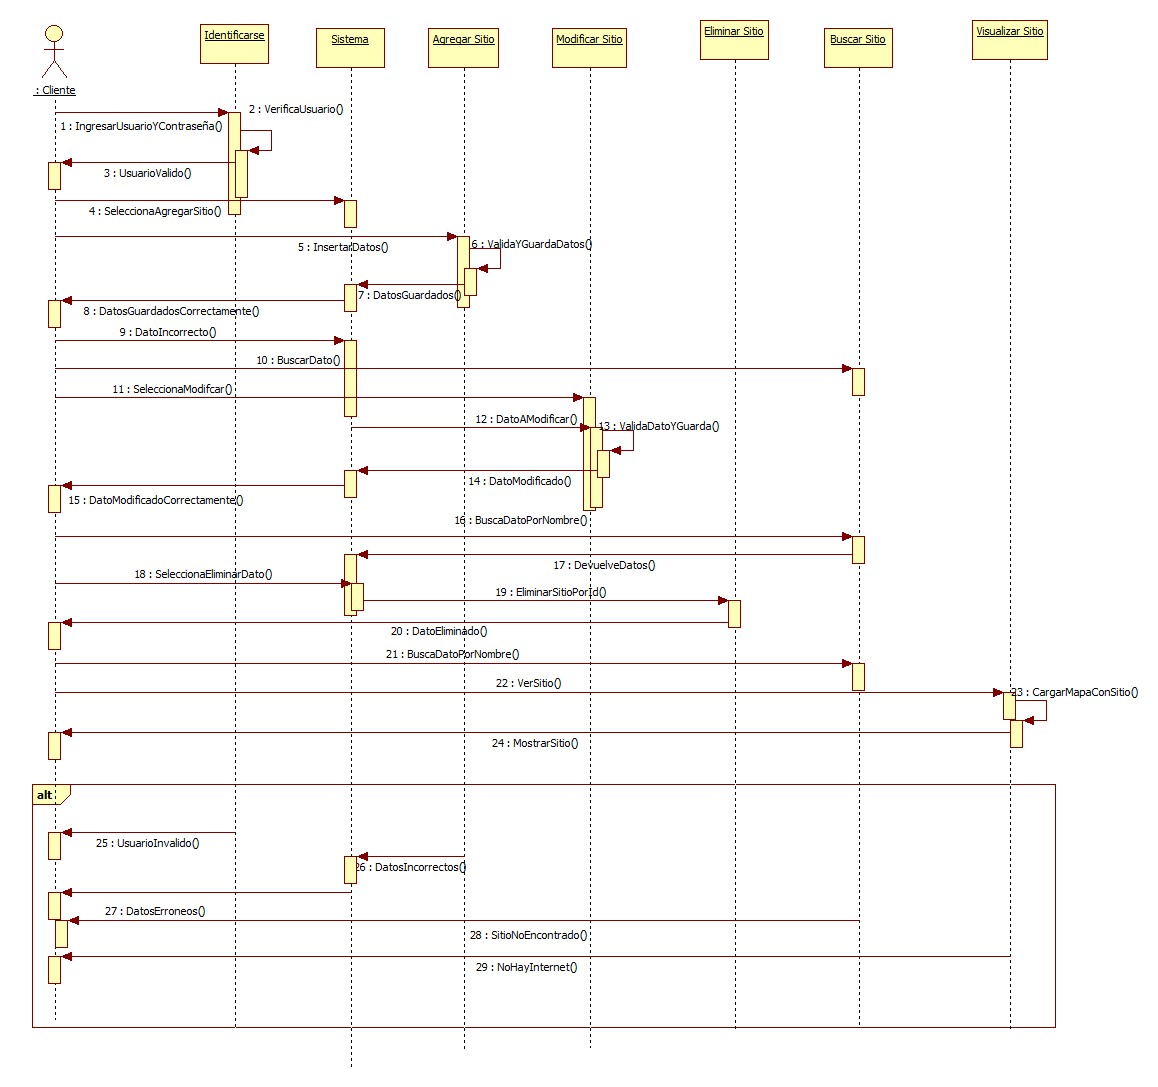 Identificarse
Sistema
Agregar Sitio
Modificar Sitio
Eliminar Sitio
Buscar Sitio
Visualizar Sitio
: Cliente
1 : IngresarUsuarioYContraseña()
2 : VerificaUsuario()
3 : UsuarioValido()
4 : SeleccionaAgregarSitio()
5 : InsertarDatos()
6 : ValidaYGuardaDatos()
7 : DatosGuardados()
8 : DatosGuardadosCorrectamente()
9 : DatoIncorrecto()
10 : BuscarDato()
11 : SeleccionaModifcar()
12 : DatoAModificar()
13 : ValidaDatoYGuarda()
14 : DatoModificado()
15 : DatoModificadoCorrectamente()
16 : BuscaDatoPorNombre()
17 : DevuelveDatos()
18 : SeleccionaEliminarDato()
19 : EliminarSitioPorId()
20 : DatoEliminado()
21 : BuscaDatoPorNombre()
22 : VerSitio()
23 : CargarMapaConSitio()
24 : MostrarSitio()
alt
25 : UsuarioInvalido()
26 : DatosIncorrectos()
27 : DatosErroneos()
28 : SitioNoEncontrado()
29 : NoHayInternet()